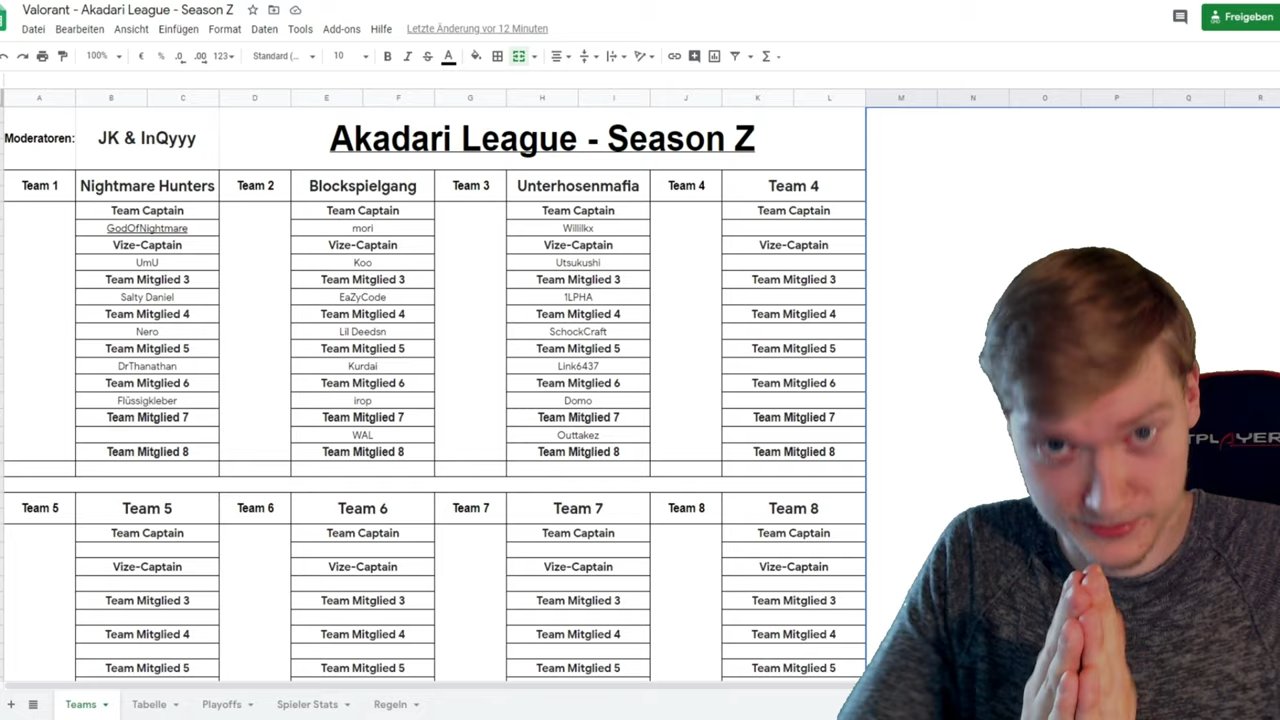 Valorant - Akadari League - Season Z
Datei Bearbeiten Ansicht Einfügen Format Daten Tools Add-ons Hilfe Letzte Änderung vor 12 Minuten
Freigeben
100% € % .0 .00 123 Standard (... 10 B I S A
A B C D E F G H I J K L M N O P Q R
Moderatoren: JK & InQyyy Akadari League - Season Z
Team 1 Nightmare Hunters Team 2 Blockspielgang Team 3 Unterhosenmafia Team 4 Team 4
Team Captain Team Captain Team Captain Team Captain
GodOfNightmare mori Willilkx
Vize-Captain Vize-Captain Vize-Captain Vize-Captain
UmU Koo Utsukushi
Team Mitglied 3 Team Mitglied 3 Team Mitglied 3 Team Mitglied 3
Salty Daniel EaZyCode 1LPHA
Team Mitglied 4 Team Mitglied 4 Team Mitglied 4 Team Mitglied 4
Nero Lil Deedsn SchockCraft
Team Mitglied 5 Team Mitglied 5 Team Mitglied 5 Team Mitglied 5
DrThanathan Kurdai Link6437
Team Mitglied 6 Team Mitglied 6 Team Mitglied 6 Team Mitglied 6
Flüssigkleber irop Domo
Team Mitglied 7 Team Mitglied 7 Team Mitglied 7 Team Mitglied 7
WAL Outtakez
Team Mitglied 8 Team Mitglied 8 Team Mitglied 8 Team Mitglied 8
Team 5 Team 5 Team 6 Team 6 Team 7 Team 7 Team 8 Team 8
Team Captain Team Captain Team Captain Team Captain
Vize-Captain Vize-Captain Vize-Captain Vize-Captain
Team Mitglied 3 Team Mitglied 3 Team Mitglied 3 Team Mitglied 3
Team Mitglied 4 Team Mitglied 4 Team Mitglied 4 Team Mitglied 4
Team Mitglied 5 Team Mitglied 5 Team Mitglied 5 Team Mitglied 5
Teams Tabelle Playoffs Spieler Stats Regeln
TPLAYER